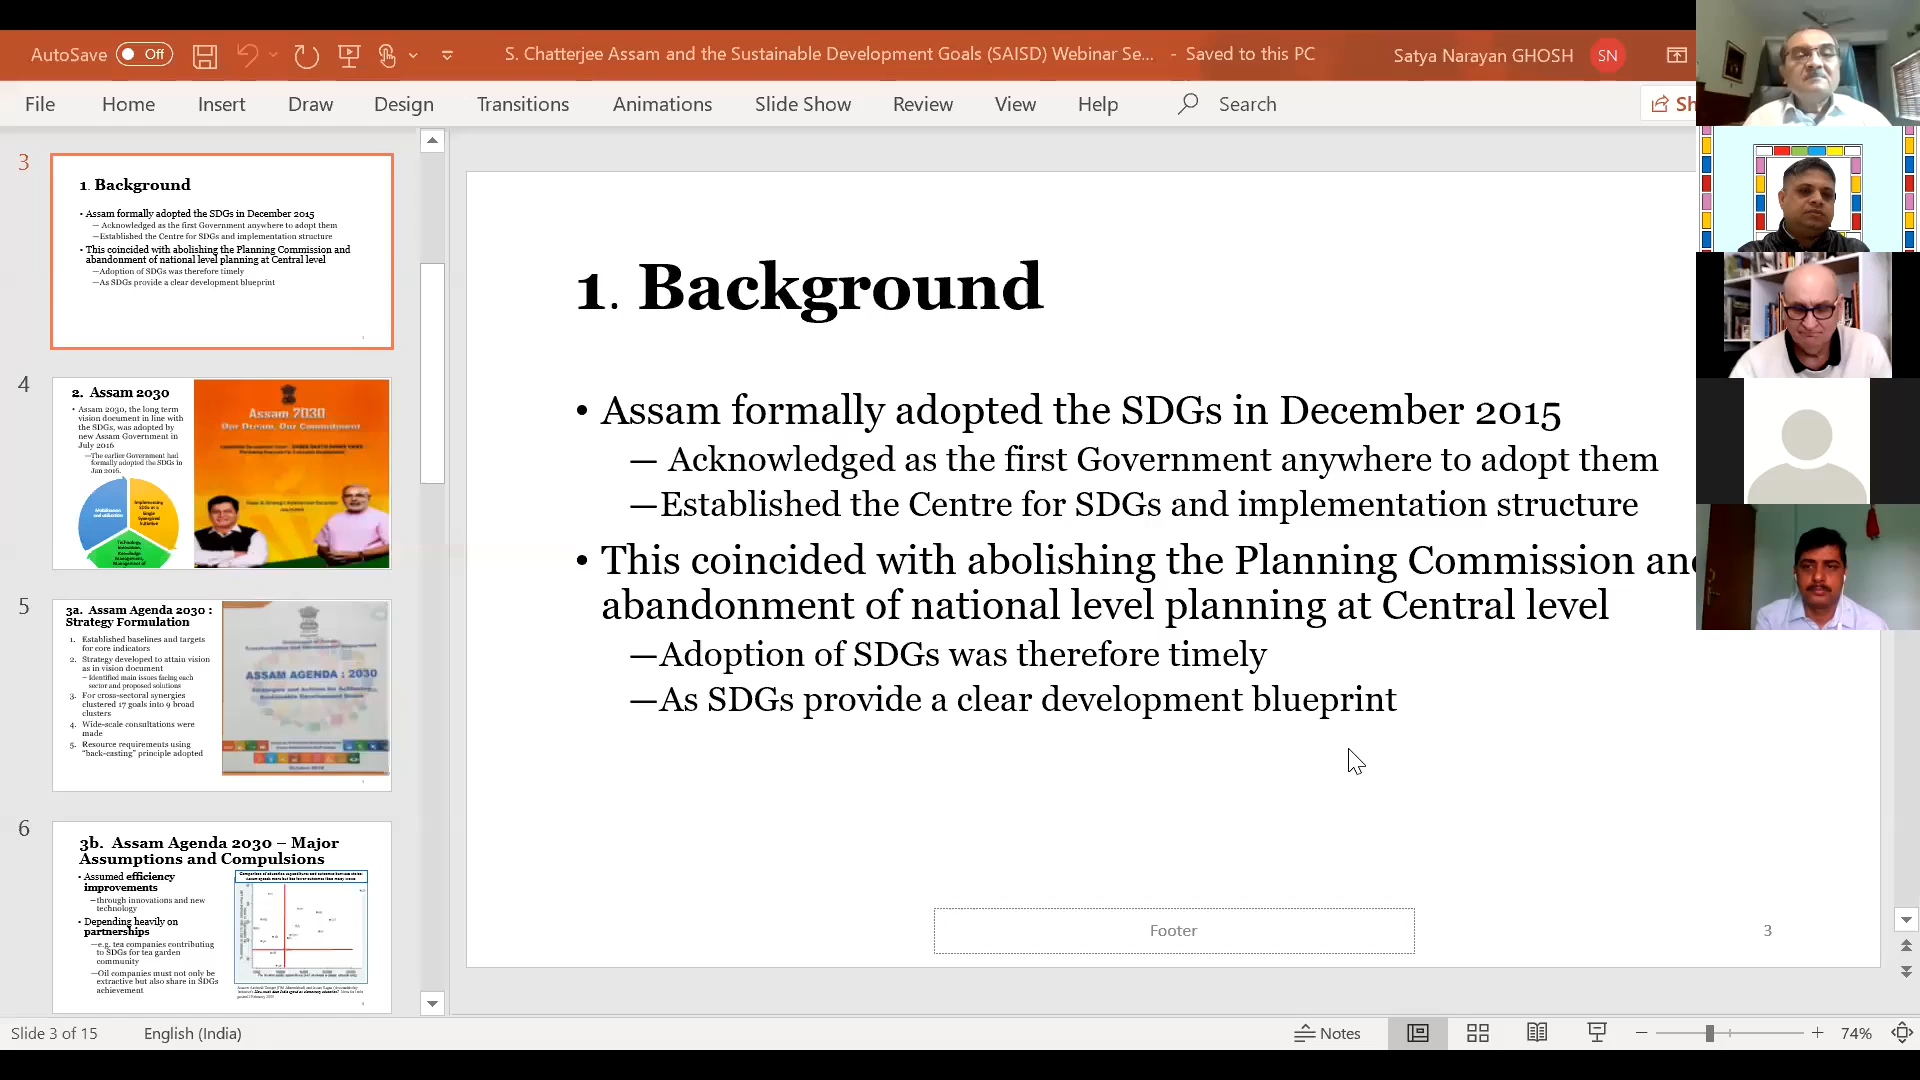 AutoSave Off
S. Chatterjee Assam and the Sustainable Development Goals (SAISD) Webinar Se... - Saved to this PC
Satya Narayan GHOSH SN
File Home Insert Draw Design Transitions Animations Slide Show Review View Help Search Sh
3
1. Background
• Assam formally adopted the SDGs in December 2015
— Acknowledged as the first Government anywhere to adopt them
—Established the Centre for SDGs and implementation structure
• This coincided with abolishing the Planning Commission and
abandonment of national level planning at Central level
—Adoption of SDGs was therefore timely
—As SDGs provide a clear development blueprint
4
2. Assam 2030
• Assam 2030, the long term
vision document in line with
the SDGs, was adopted by
new Assam Government in
July 2016
—The earlier Government had
formally adopted the SDGs in
Jan 2016.
Assam 2030
Our Dream, Our Commitment
5
3a. Assam Agenda 2030 :
Strategy Formulation
1. Established baselines and targets
for core indicators
2. Strategy developed to attain vision
as in vision document
– Identified main issues facing each
sector and proposed solutions
3. For cross-sectoral synergies
clustered 17 goals into 9 broad
clusters
4. Wide-scale consultations were
made
5. Resource requirements using
"back-casting" principle adopted
ASSAM AGENDA : 2030
6
3b. Assam Agenda 2030 – Major
Assumptions and Compulsions
• Assumed efficiency
improvements
—through innovations and new
technology
• Depending heavily on
partnerships
—e.g. tea companies contributing
to SDGs for tea garden
community
—Oil companies must not only be
extractive but also share in SDGs
achievement
1. Background
• Assam formally adopted the SDGs in December 2015
— Acknowledged as the first Government anywhere to adopt them
—Established the Centre for SDGs and implementation structure
• This coincided with abolishing the Planning Commission an
abandonment of national level planning at Central level
—Adoption of SDGs was therefore timely
—As SDGs provide a clear development blueprint
Footer
3
Slide 3 of 15 English (India) Notes 74%